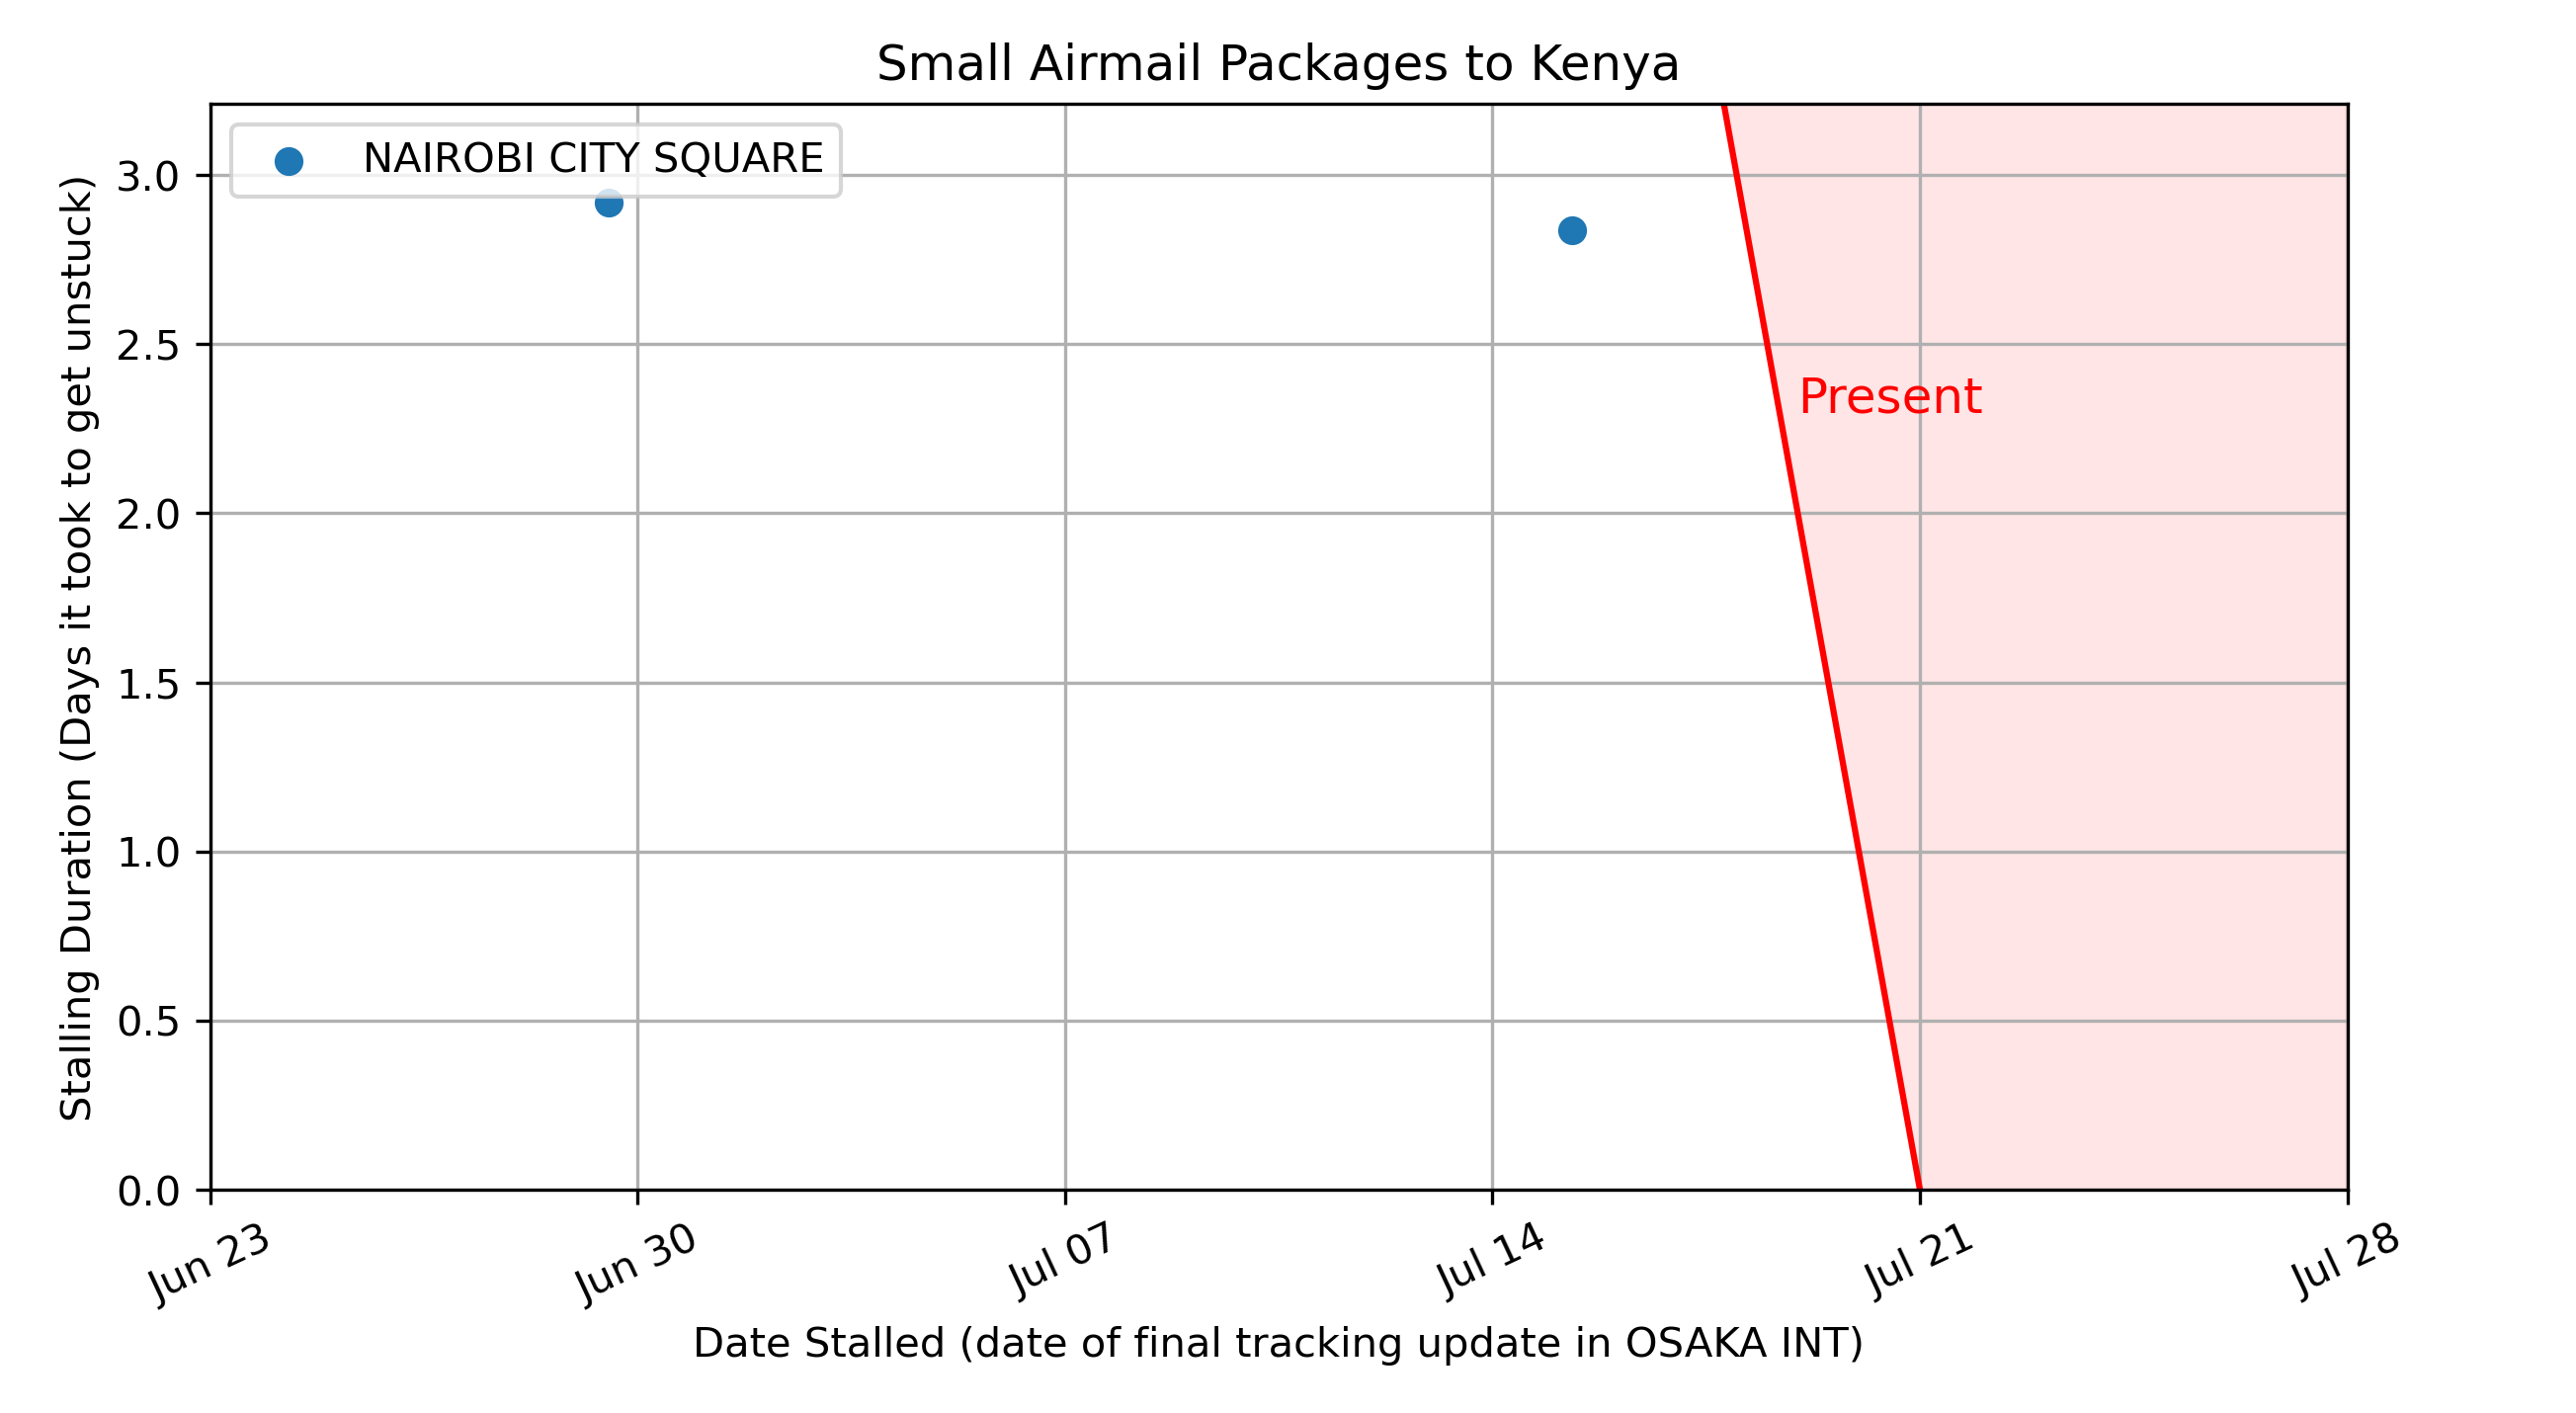 Small Airmail Packages to Kenya
NAIROBI CITY SQUARE
Stalling Duration (Days it took to get unstuck)
3.0
2.5
2.0
1.5
1.0
0.5
0.0
Present
Jun 23
Jun 30
Jul 07
Jul 14
Jul 21
Jul 28
Date Stalled (date of final tracking update in OSAKA INT)